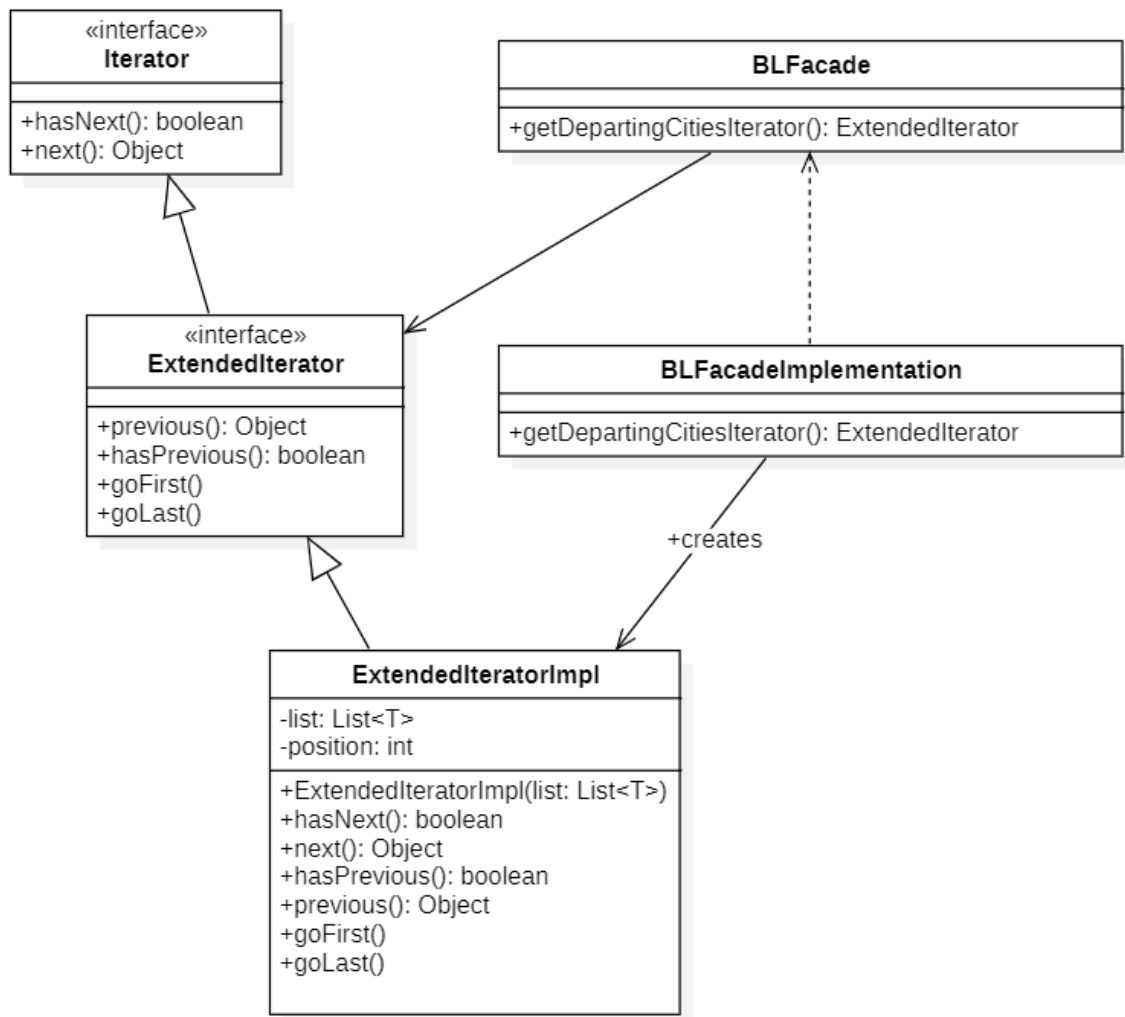 «interface»
Iterator
+hasNext(): boolean
+next(): Object
BLFacade
+getDepartingCitiesIterator(): ExtendedIterator
«interface»
ExtendedIterator
+previous(): Object
+hasPrevious(): boolean
+goFirst()
+goLast()
BLFacadeImplementation
+getDepartingCitiesIterator(): ExtendedIterator
+creates
ExtendedIteratorImpl
-list: List<T>
-position: int
+ExtendedIteratorImpl(list: List<T>)
+hasNext(): boolean
+next(): Object
+hasPrevious(): boolean
+previous(): Object
+goFirst()
+goLast()